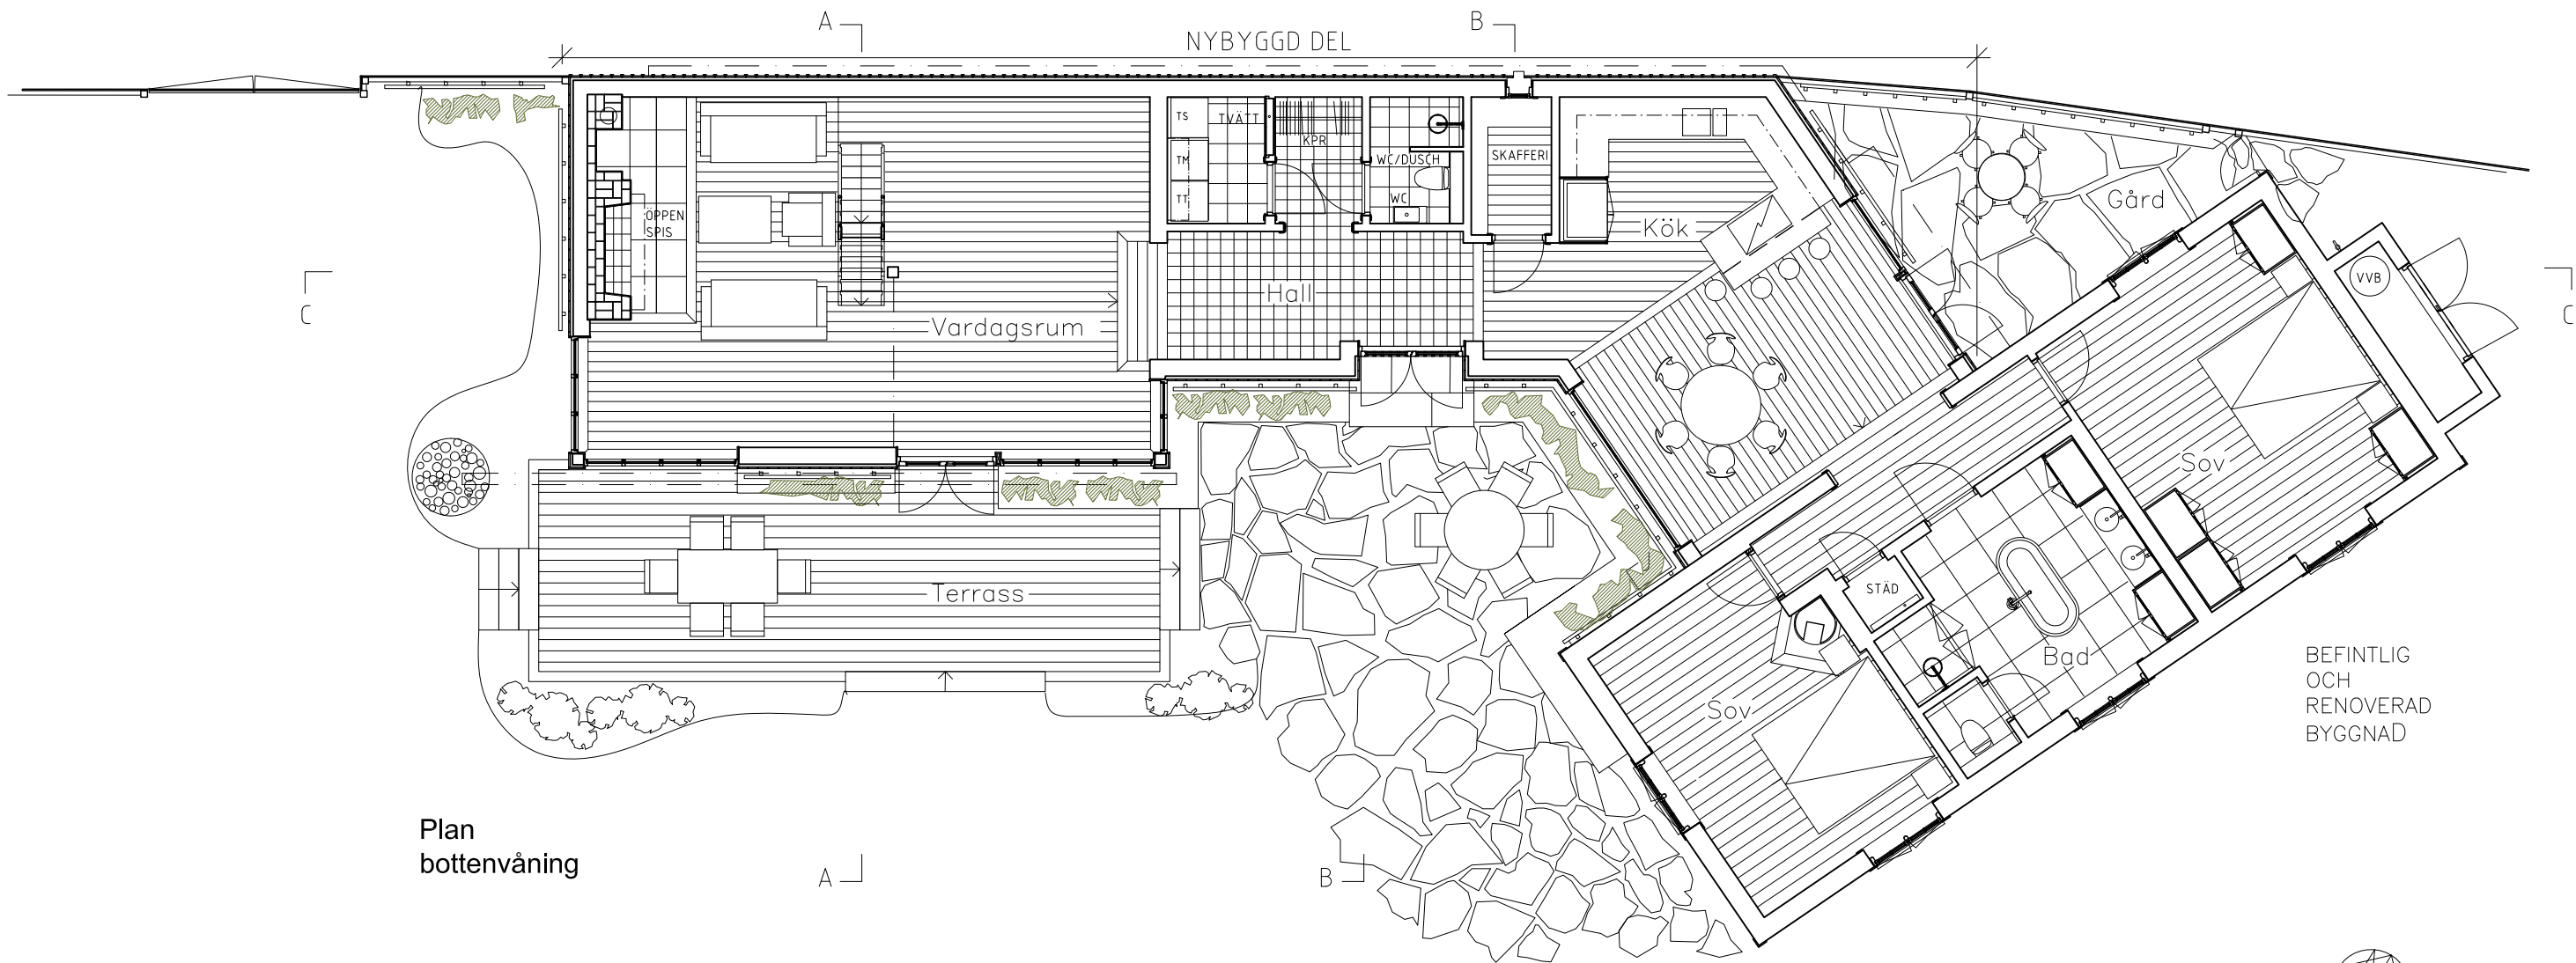 A
B
NYBYGGD DEL
TS
TVÄTT
KPR
TM
WC/DUSCH
SKAFFERI
TT
WC
ÖPPEN
SPIS
Kök
Gård
VVB
C
C
Hall
Vardagsrum
Sov
Terrass
STÄD
Bad
Sov
BEFINTLIG
OCH
RENOVERAD
BYGGNAD
Plan
bottenvåning
A
B